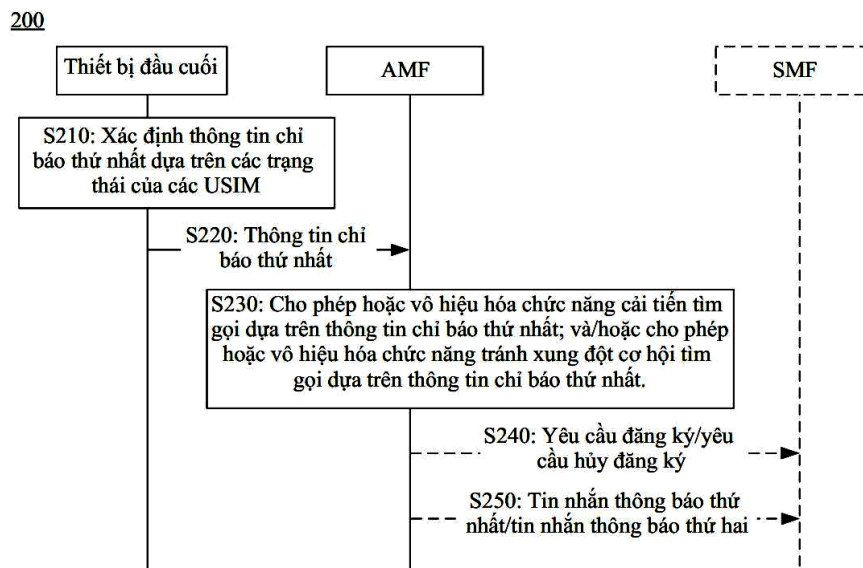 200
Thiết bị đầu cuối
AMF
SMF
S210: Xác định thông tin chỉ
báo thứ nhất dựa trên các trạng
thái của các USIM
S220: Thông tin chỉ
báo thứ nhất
S230: Cho phép hoặc vô hiệu hóa chức năng cải tiến tìm
gọi dựa trên thông tin chỉ báo thứ nhất; và/hoặc cho phép
hoặc vô hiệu hóa chức năng tránh xung đột cơ hội tìm
gọi dựa trên thông tin chỉ báo thứ nhất.
S240: Yêu cầu đăng ký/yêu
cầu hủy đăng ký
S250: Tin nhắn thông báo thứ
nhất/tin nhắn thông báo thứ hai